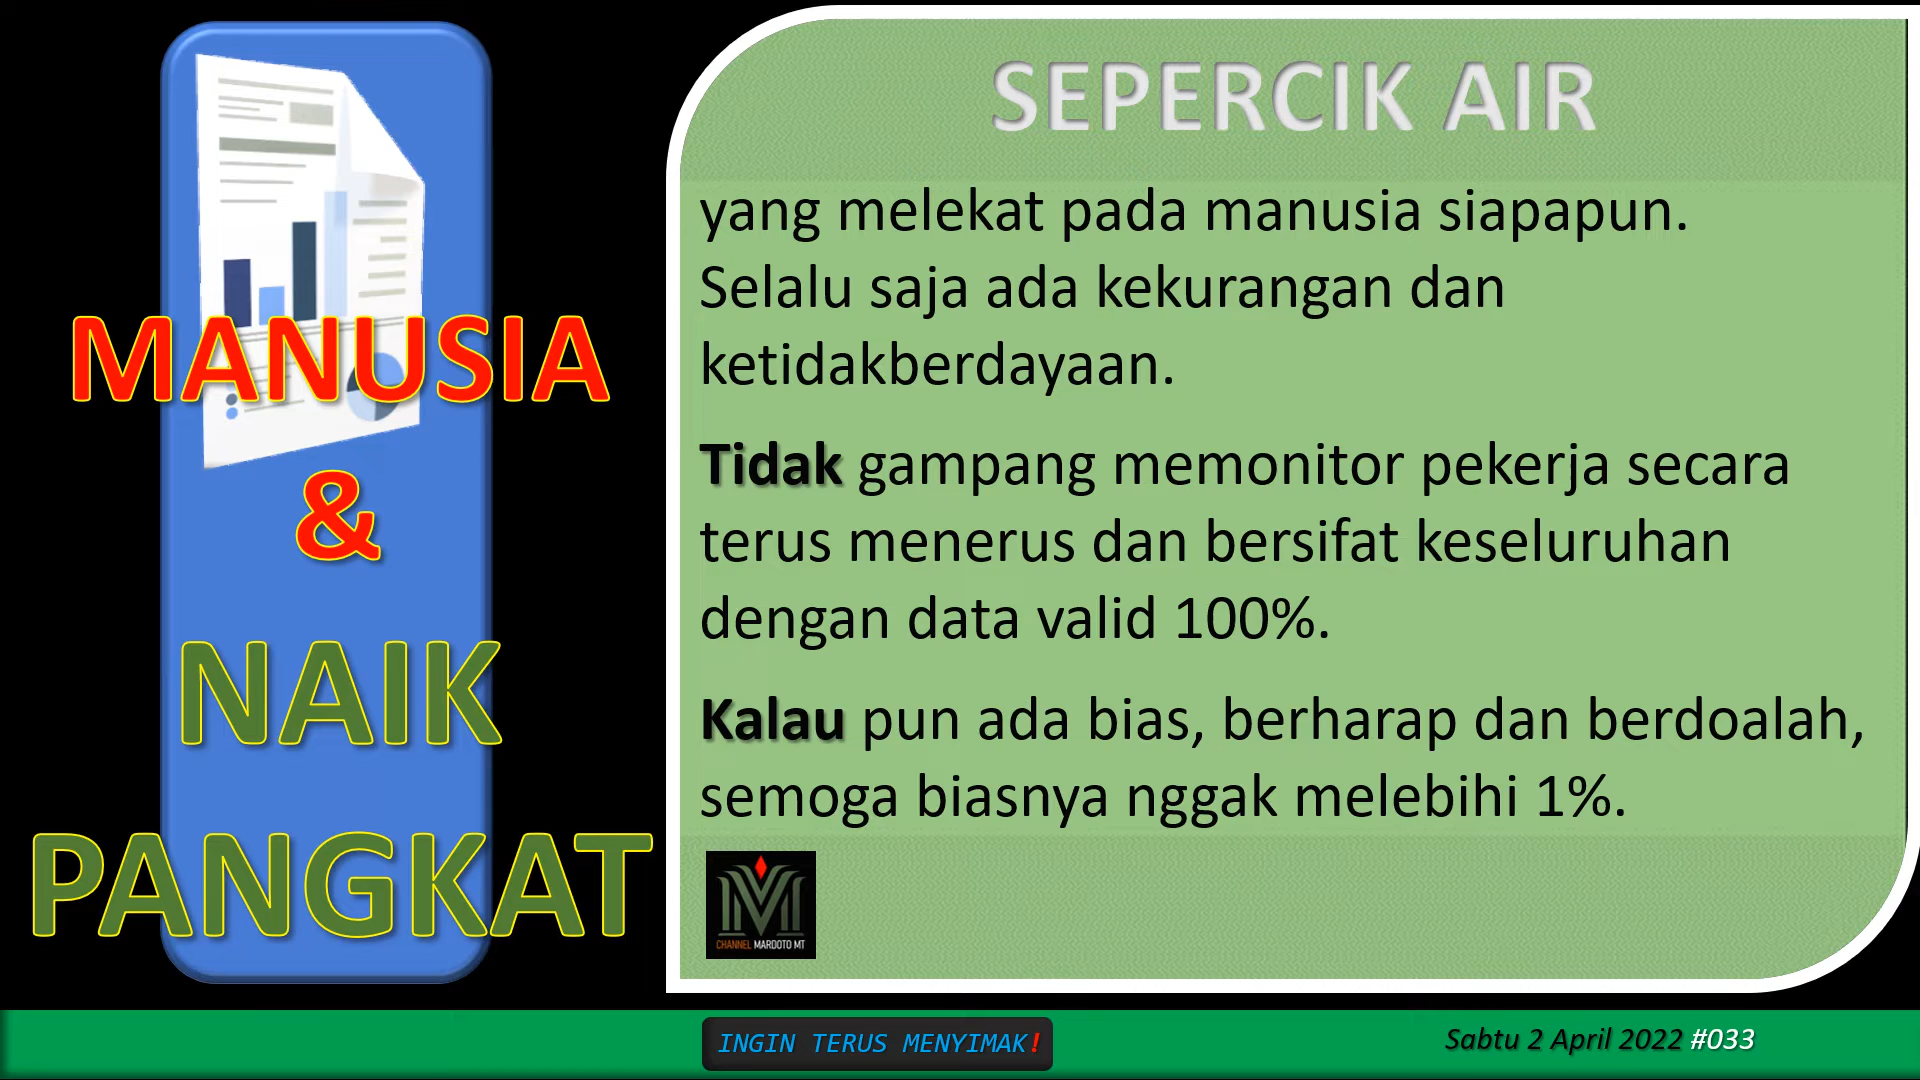 MANUSIA
&
NAIK
PANGKAT
SEPERCIK AIR
yang melekat pada manusia siapapun.
Selalu saja ada kekurangan dan
ketidakberdayaan.
Tidak gampang memonitor pekerja secara
terus menerus dan bersifat keseluruhan
dengan data valid 100%.
Kalau pun ada bias, berharap dan berdoalah,
semoga biasnya nggak melebihi 1%.
CHANNEL MARDOTO MT
INGIN TERUS MENYIMAK!
Sabtu 2 April 2022 #033